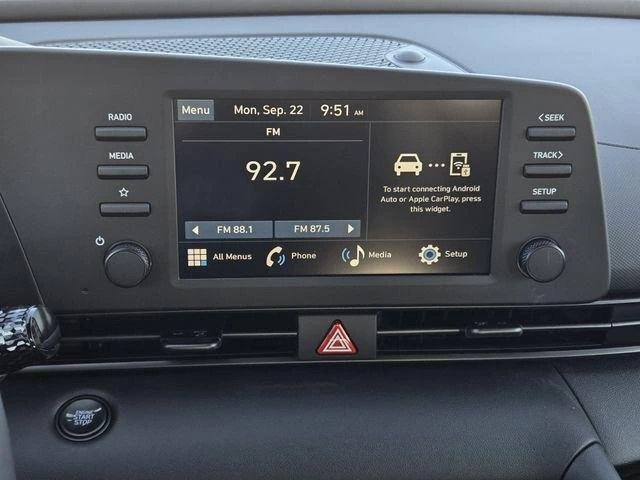 RADIO
MEDIA
Menu Mon, Sep. 22 9:51 AM
FM
92.7
FM 88.1 FM 87.5
To start connecting Android
Auto or Apple CarPlay, press
this widget.
All Menus Phone Media Setup
< SEEK
TRACK >
SETUP
ENGINE
START
STOP